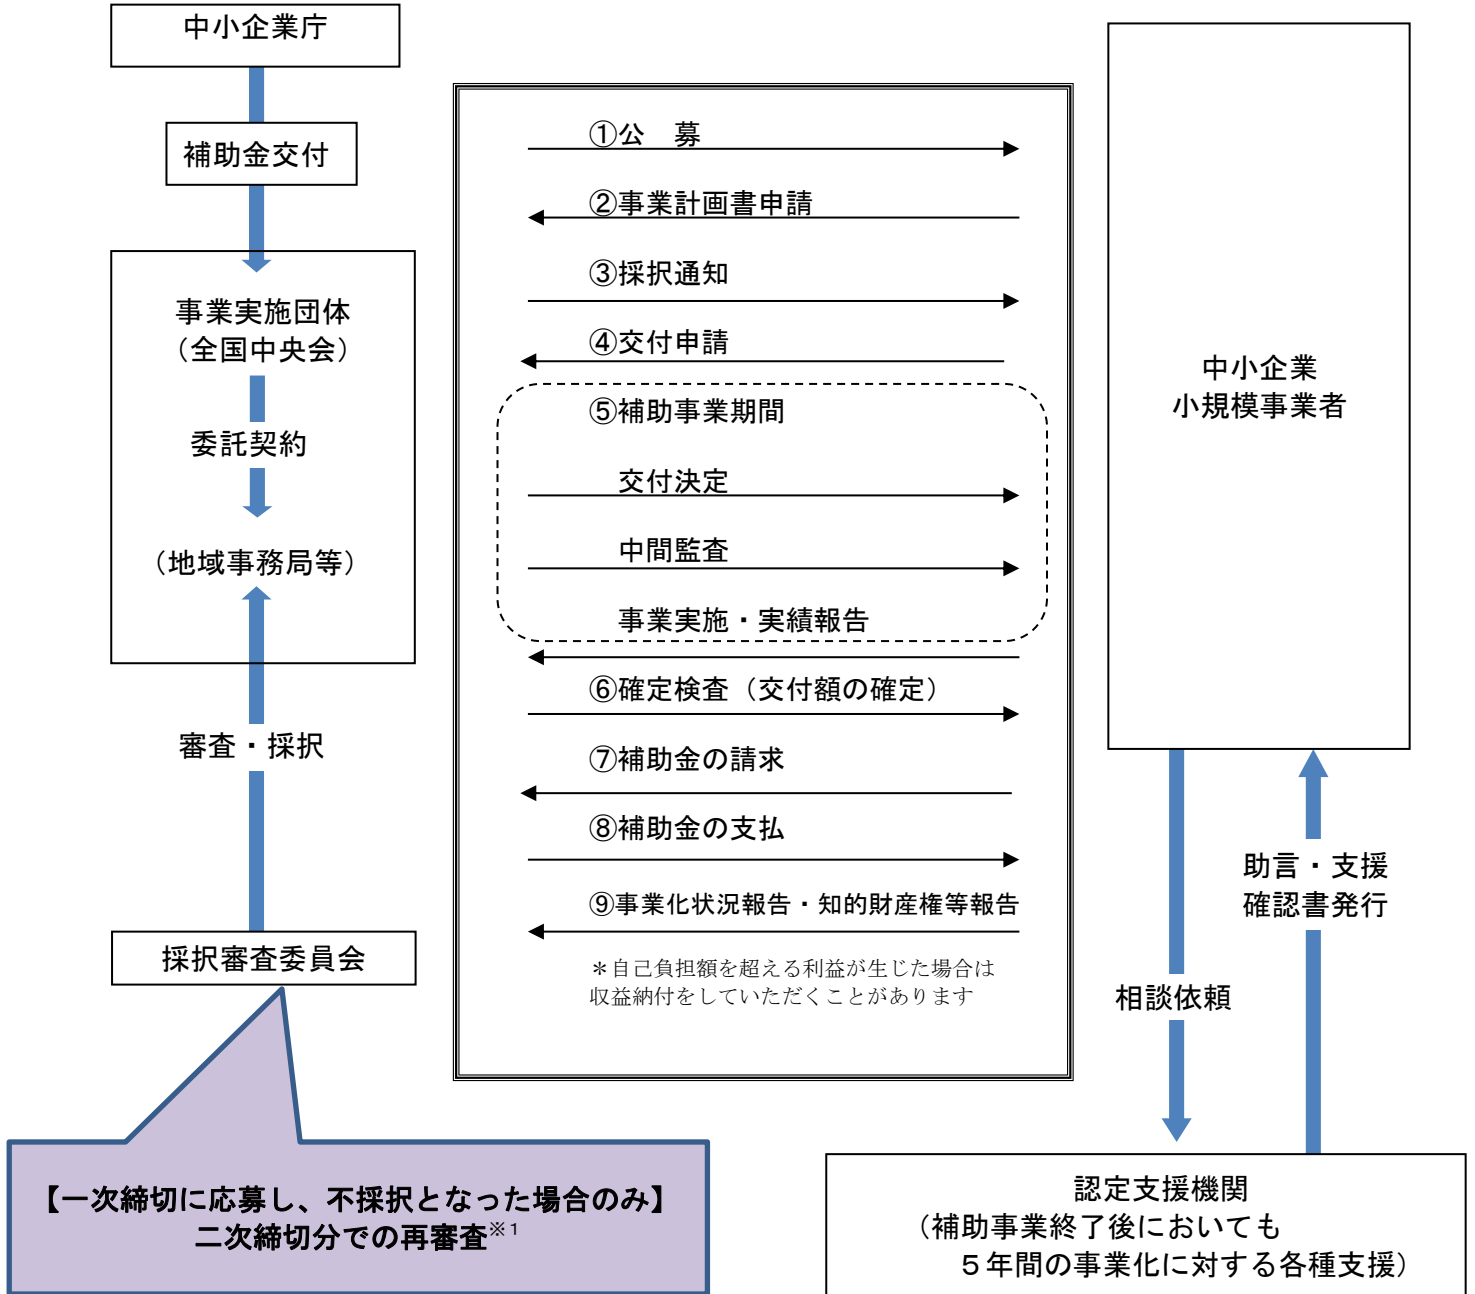 中小企業庁
補助金交付
事業実施団体
（全国中央会）
委託契約
（地域事務局等）
審査・採択
採択審査委員会
【一次締切に応募し、不採択となった場合のみ】
二次締切分での再審査※1
①公　募
②事業計画書申請
③採択通知
④交付申請
⑤補助事業期間
交付決定
中間監査
事業実施・実績報告
⑥確定検査（交付額の確定）
⑦補助金の請求
⑧補助金の支払
⑨事業化状況報告・知的財産権等報告
＊自己負担額を超える利益が生じた場合は
収益納付をしていただくことがあります
中小企業
小規模事業者
相談依頼
助言・支援
確認書発行
認定支援機関
（補助事業終了後においても
５年間の事業化に対する各種支援）